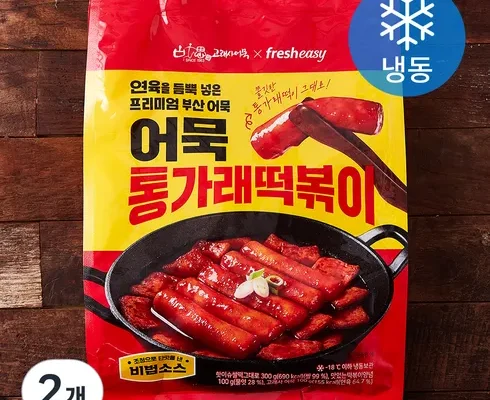 냉동
고래사어묵 × fresheasy
SINCE 1963
연육을 듬뿍 넣은
프리미엄 부산 어묵
쫄깃한
통가래떡이 그대로!
어묵
통가래떡볶이
조청으로 단맛을 낸
비법소스
-18℃ 이하 냉동보관
2개